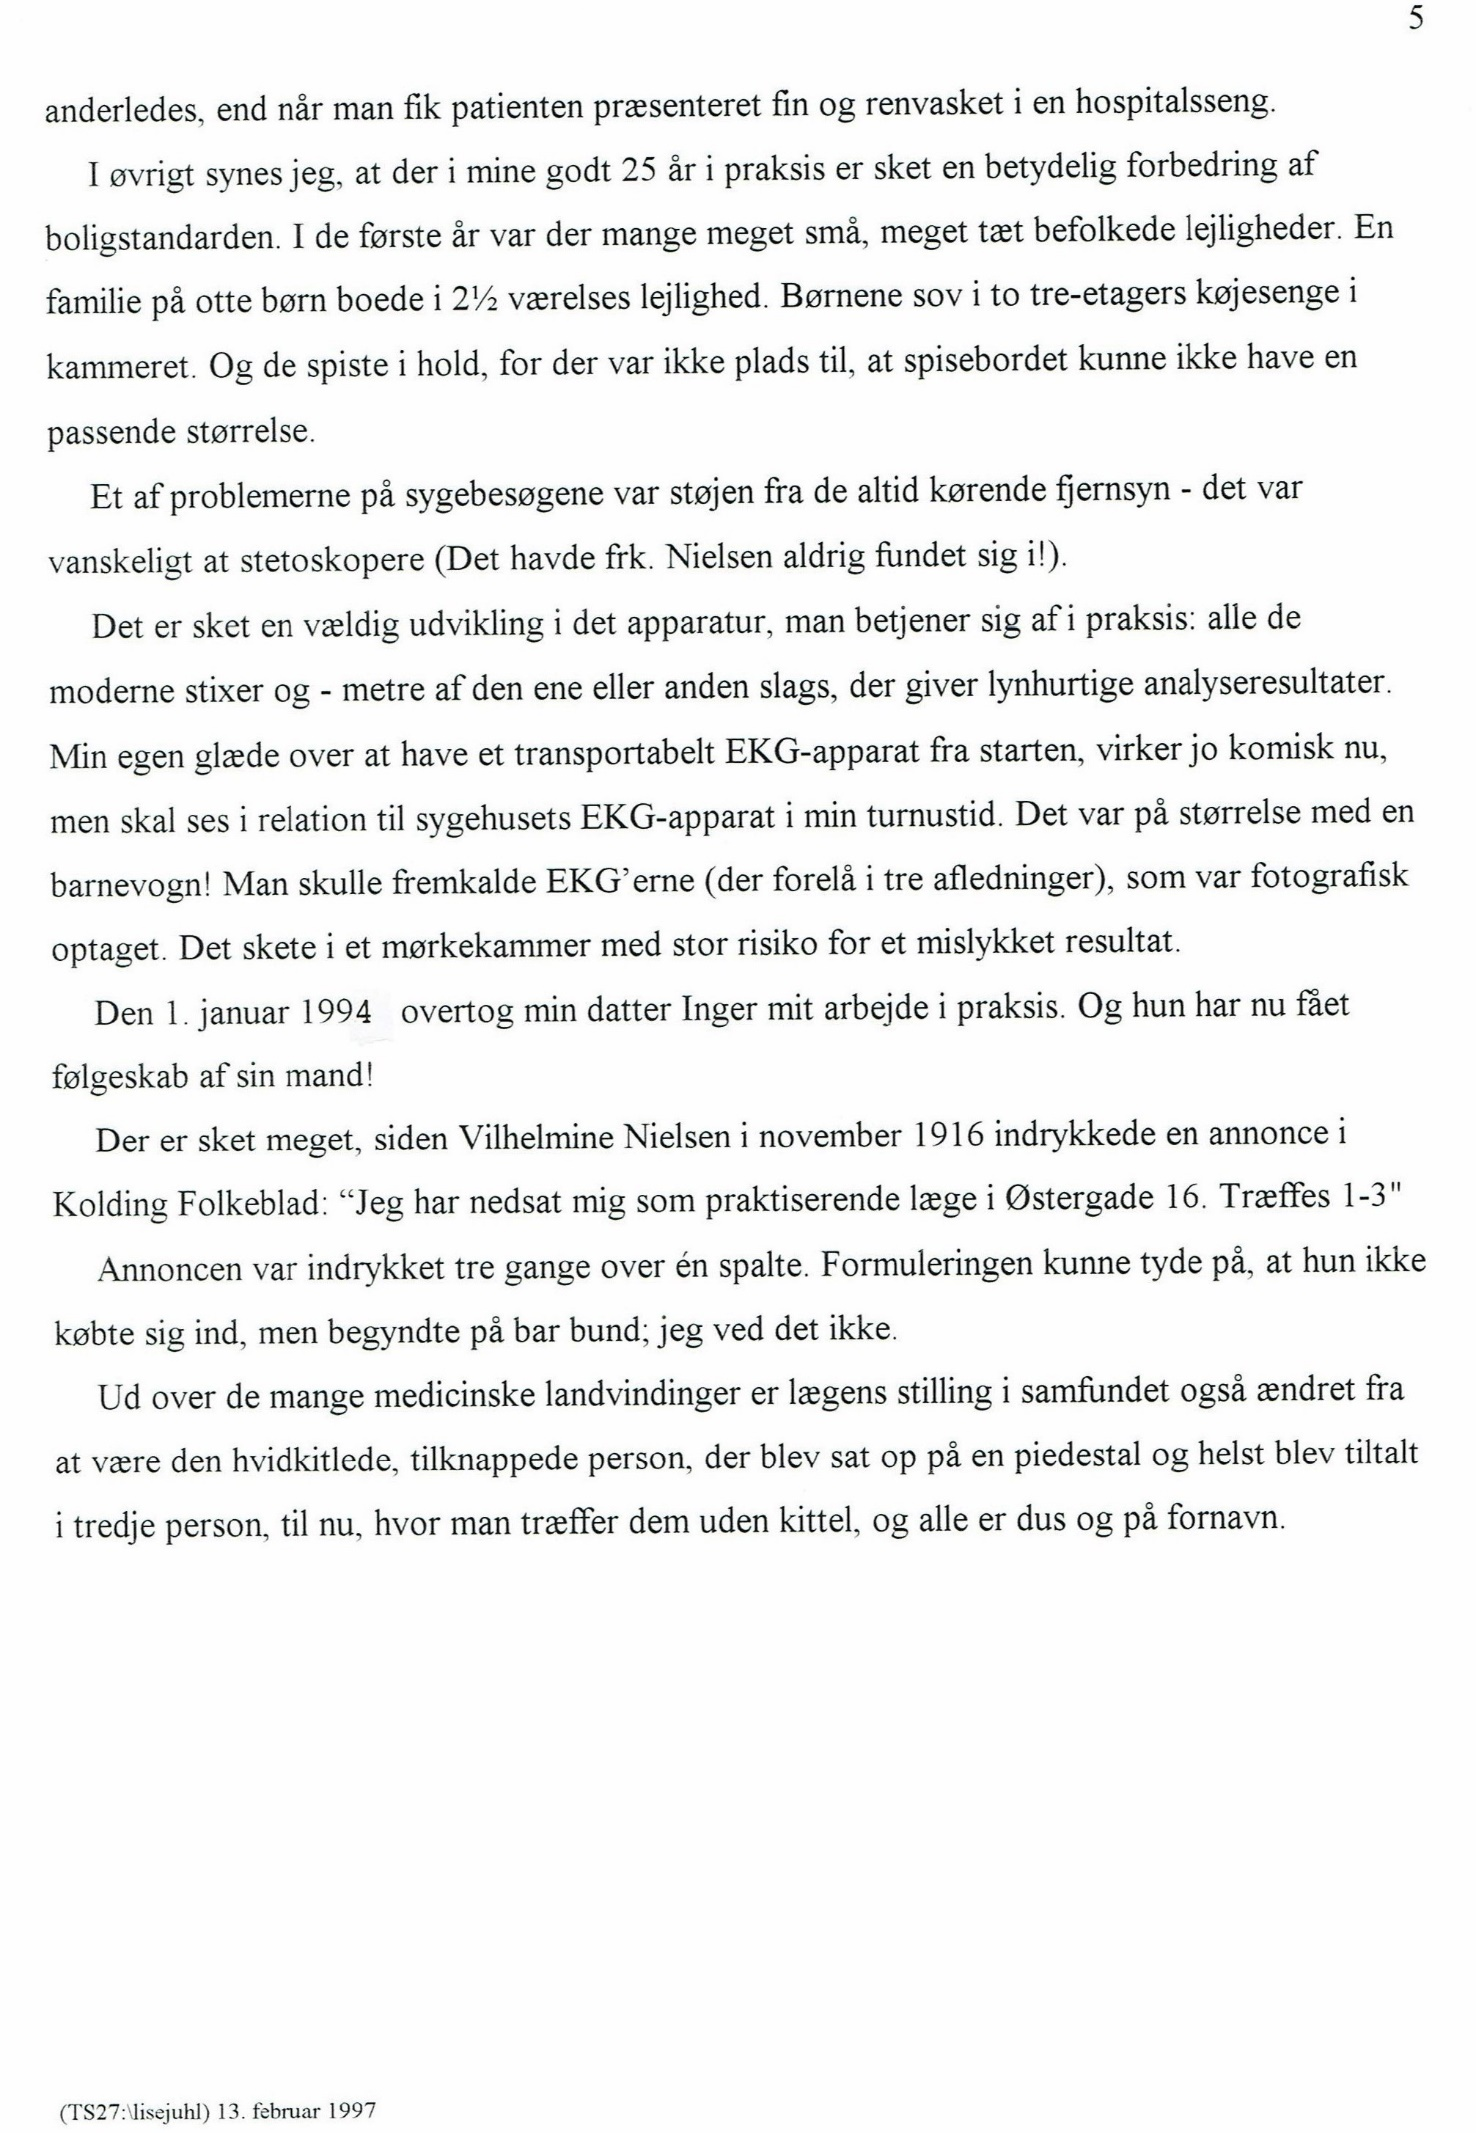 5
anderledes, end når man fik patienten præsenteret fin og renvasket i en hospitalsseng.
I øvrigt synes jeg, at der i mine godt 25 år i praksis er sket en betydelig forbedring af
boligstandarden. I de første år var der mange meget små, meget tæt befolkede lejligheder. En
familie på otte børn boede i 2½ værelses lejlighed. Børnene sov i to tre-etagers køjesenge i
kammeret. Og de spiste i hold, for der var ikke plads til, at spisebordet kunne ikke have en
passende størrelse.
Et af problemerne på sygebesøgene var støjen fra de altid kørende fjernsyn - det var
vanskeligt at stetoskopere (Det havde frk. Nielsen aldrig fundet sig i!).
Det er sket en vældig udvikling i det apparatur, man betjener sig af i praksis: alle de
moderne stixer og - metre af den ene eller anden slags, der giver lynhurtige analyseresultater.
Min egen glæde over at have et transportabelt EKG-apparat fra starten, virker jo komisk nu,
men skal ses i relation til sygehusets EKG-apparat i min turnustid. Det var på størrelse med en
barnevogn! Man skulle fremkalde EKG'erne (der forelå i tre afledninger), som var fotografisk
optaget. Det skete i et mørkekammer med stor risiko for et mislykket resultat.
Den 1. januar 1994 overtog min datter Inger mit arbejde i praksis. Og hun har nu fået
følgeskab af sin mand!
Der er sket meget, siden Vilhelmine Nielsen i november 1916 indrykkede en annonce i
Kolding Folkeblad: “Jeg har nedsat mig som praktiserende læge i Østergade 16. Træffes 1-3"
Annoncen var indrykket tre gange over én spalte. Formuleringen kunne tyde på, at hun ikke
købte sig ind, men begyndte på bar bund; jeg ved det ikke.
Ud over de mange medicinske landvindinger er lægens stilling i samfundet også ændret fra
at være den hvidkitlede, tilknappede person, der blev sat op på en piedestal og helst blev tiltalt
i tredje person, til nu, hvor man træffer dem uden kittel, og alle er dus og på fornavn.
(TS27:\lisejuhl) 13. februar 1997